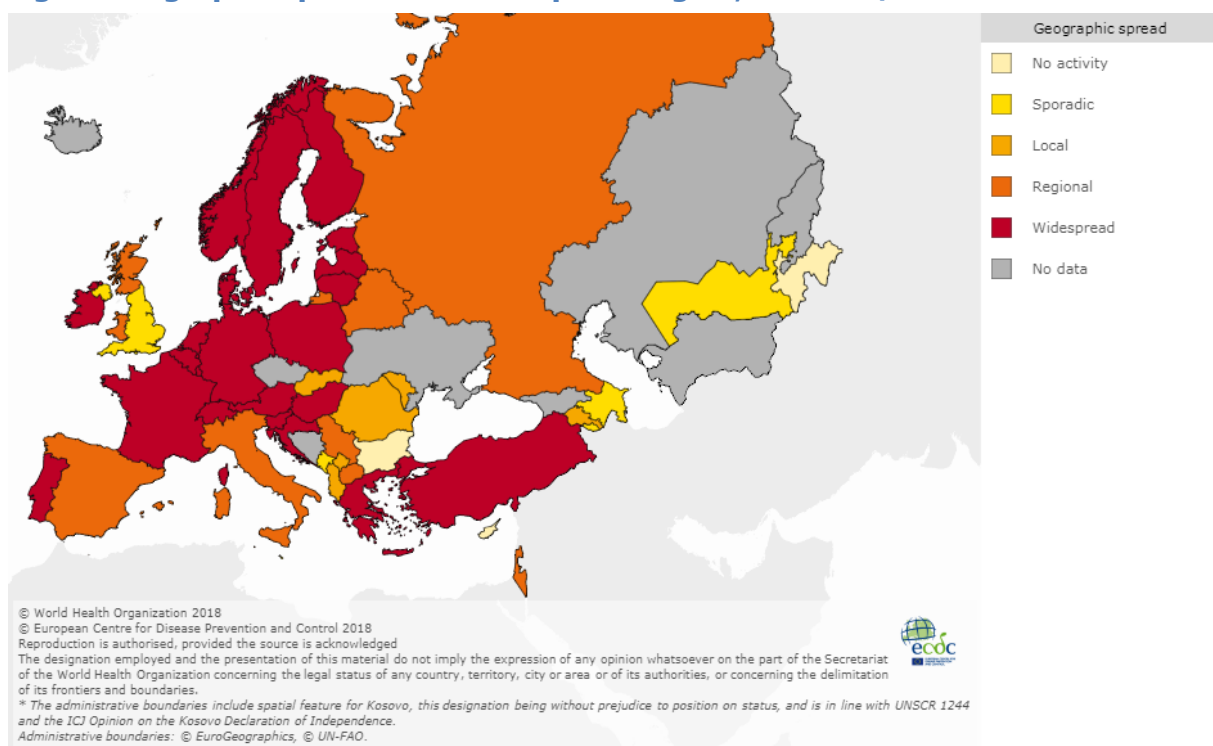 Geographic spread
No activity
Sporadic
Local
Regional
Widespread
No data
© World Health Organization 2018
© European Centre for Disease Prevention and Control 2018
Reproduction is authorised, provided the source is acknowledged
The designation employed and the presentation of this material do not imply the expression of any opinion whatsoever on the part of the Secretariat
of the World Health Organization concerning the legal status of any country, territory, city or area or of its authorities, or concerning the delimitation
of its frontiers and boundaries.
* The administrative boundaries include spatial feature for Kosovo, this designation being without prejudice to position on status, and is in line with UNSCR 1244
and the ICJ Opinion on the Kosovo Declaration of Independence.
Administrative boundaries: © EuroGeographics, © UN-FAO.
ecdc